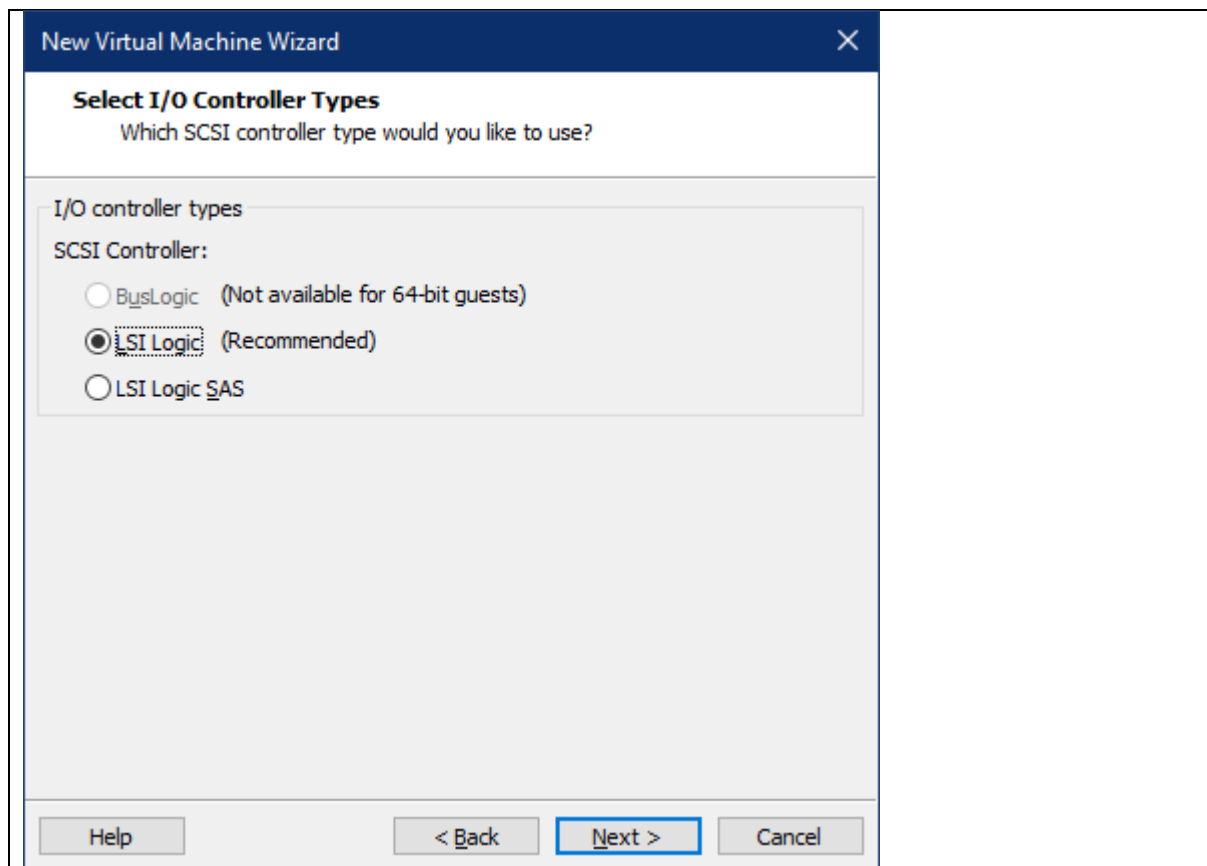 New Virtual Machine Wizard
Select I/O Controller Types
Which SCSI controller type would you like to use?
I/O controller types
SCSI Controller:
BusLogic (Not available for 64-bit guests)
LSI Logic (Recommended)
LSI Logic SAS
Help < Back Next > Cancel